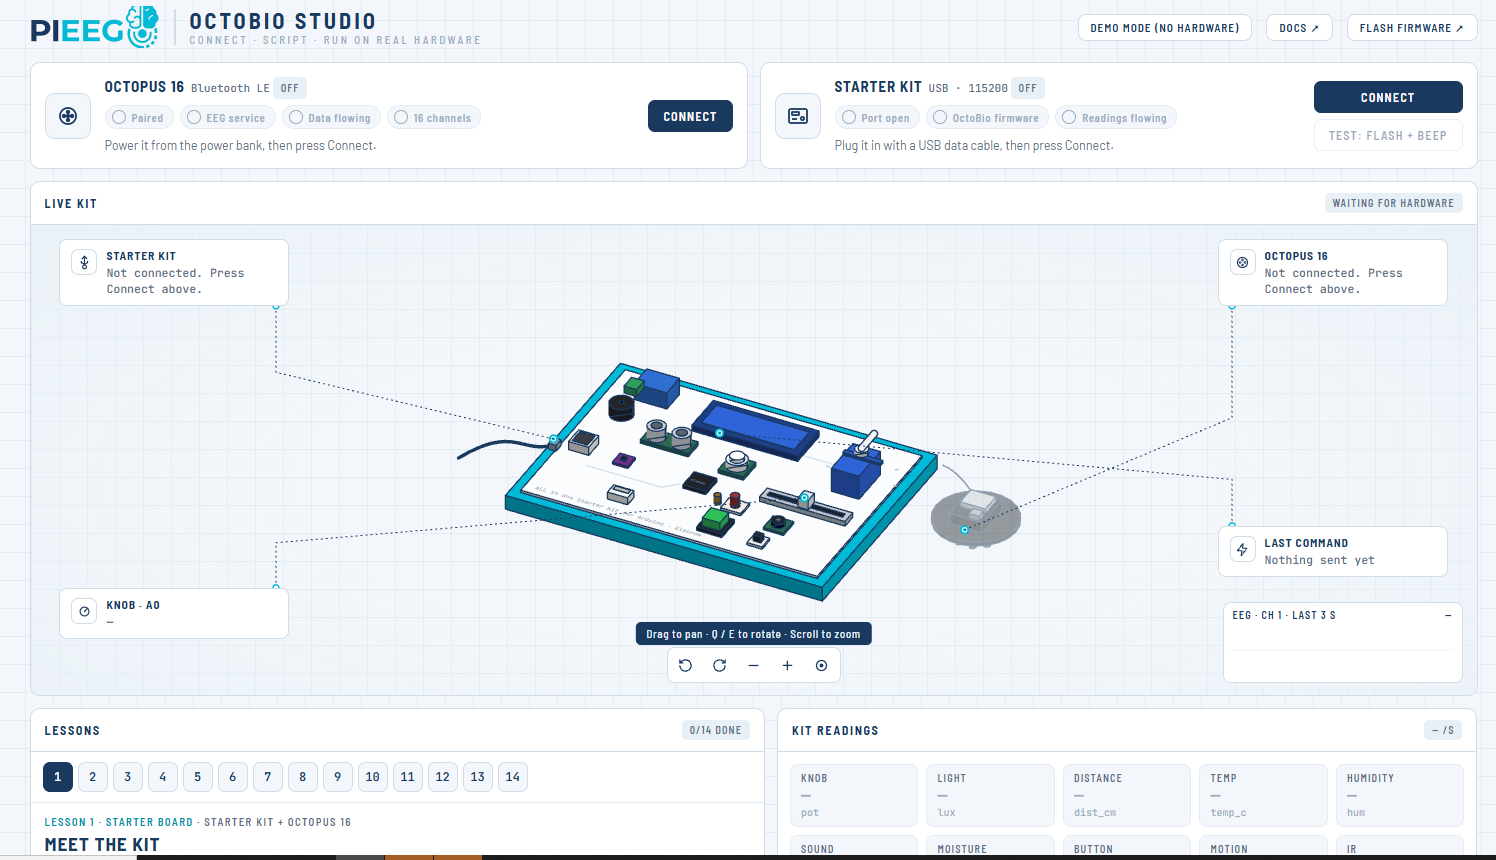 PIEEG
OCTOBIO STUDIO
CONNECT · SCRIPT · RUN ON REAL HARDWARE
DEMO MODE (NO HARDWARE)
DOCS ↗
FLASH FIRMWARE ↗
OCTOPUS 16 Bluetooth LE OFF
Paired
EEG service
Data flowing
16 channels
Power it from the power bank, then press Connect.
CONNECT
STARTER KIT USB · 115200 OFF
Port open
OctoBio firmware
Readings flowing
Plug it in with a USB data cable, then press Connect.
CONNECT
TEST: FLASH + BEEP
LIVE KIT
WAITING FOR HARDWARE
STARTER KIT
Not connected. Press
Connect above.
OCTOPUS 16
Not connected. Press
Connect above.
All in one Starter Kit for Arduino
LAST COMMAND
Nothing sent yet
KNOB · A0
—
EEG · CH 1 · LAST 3 S —
Drag to pan · Q / E to rotate · Scroll to zoom
LESSONS
0/14 DONE
1 2 3 4 5 6 7 8 9 10 11 12 13 14
LESSON 1 · STARTER BOARD · STARTER KIT + OCTOPUS 16
MEET THE KIT
KIT READINGS
— /S
KNOB
—
pot
LIGHT
—
lux
DISTANCE
—
dist_cm
TEMP
—
temp_c
HUMIDITY
—
hum
SOUND
MOISTURE
BUTTON
MOTION
IR